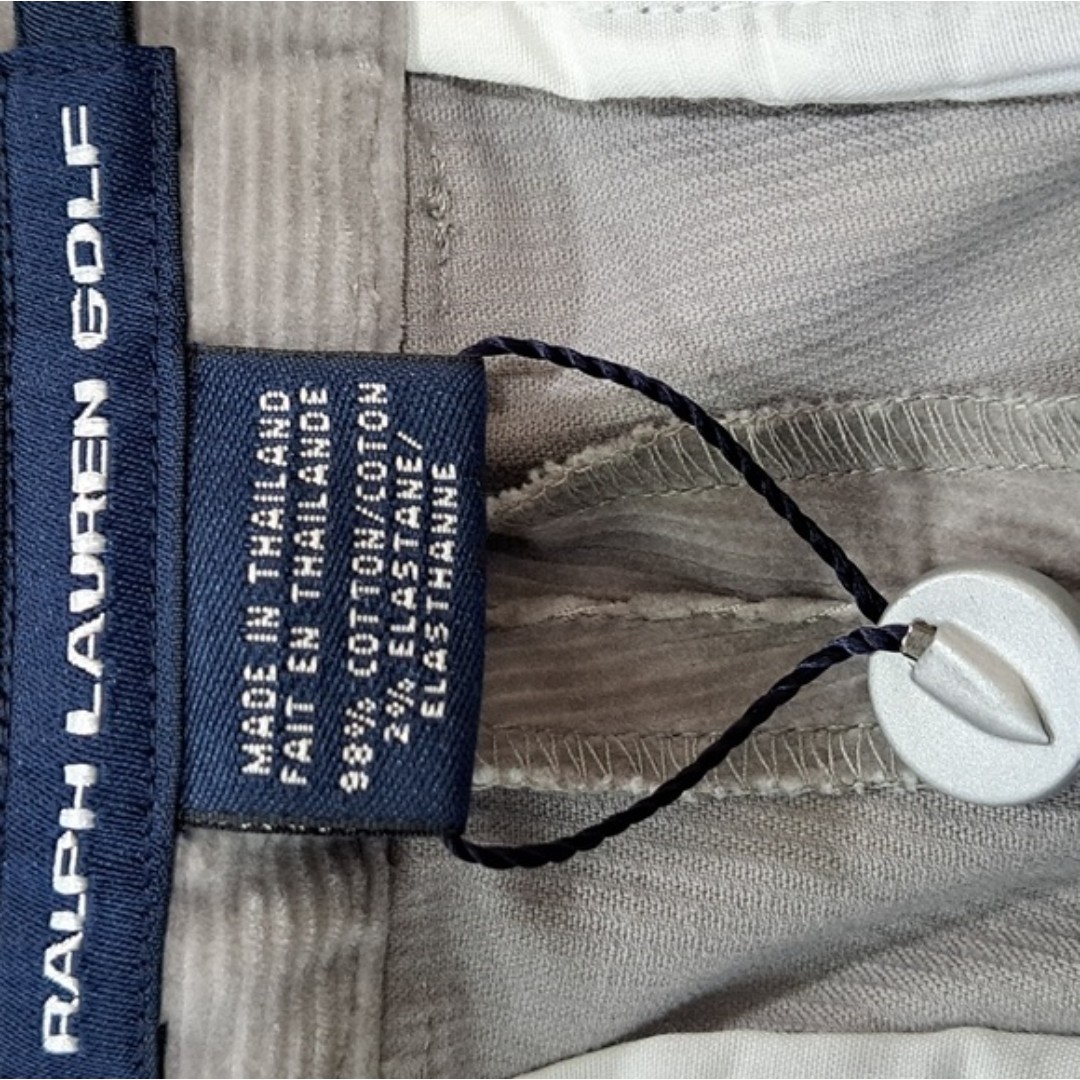 RALPH LAUREN GOLF
MADE IN THAILAND
FAIT EN THAILANDE
98% COTTON/COTON
2% ELASTANE/
ELASTHANNE